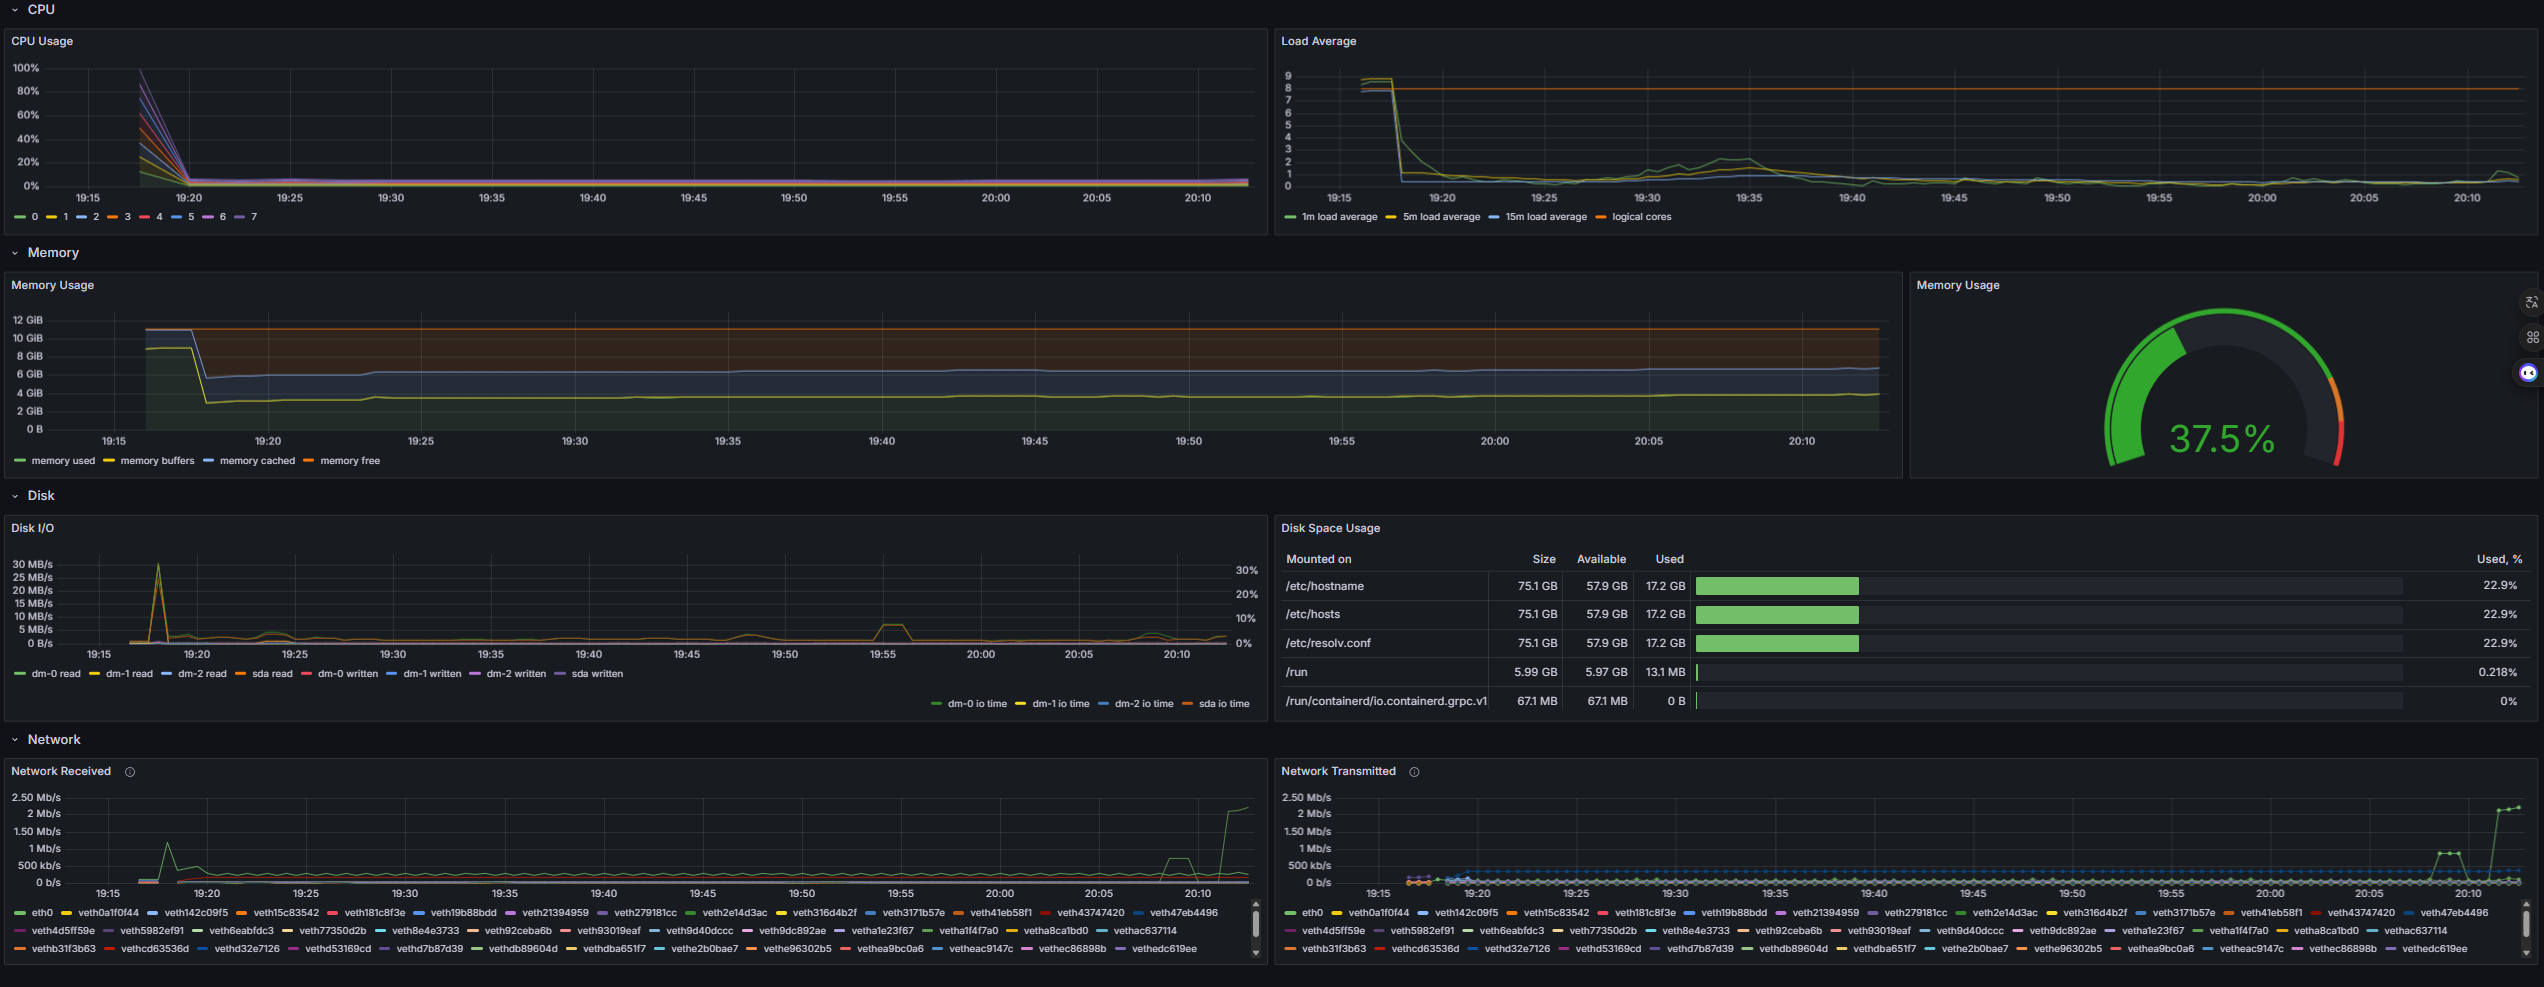 CPU
CPU Usage
100%
80%
60%
40%
20%
0%
19:15 19:20 19:25 19:30 19:35 19:40 19:45 19:50 19:55 20:00 20:05 20:10
0 1 2 3 4 5 6 7
Load Average
9
8
7
6
5
4
3
2
1
0
19:15 19:20 19:25 19:30 19:35 19:40 19:45 19:50 19:55 20:00 20:05 20:10
1m load average 5m load average 15m load average logical cores
Memory
Memory Usage
12 GiB
10 GiB
8 GiB
6 GiB
4 GiB
2 GiB
0 B
19:15 19:20 19:25 19:30 19:35 19:40 19:45 19:50 19:55 20:00 20:05 20:10
memory used memory buffers memory cached memory free
Memory Usage
37.5%
Disk
Disk I/O
30 MB/s
25 MB/s
20 MB/s
15 MB/s
10 MB/s
5 MB/s
0 B/s
30%
20%
10%
0%
19:15 19:20 19:25 19:30 19:35 19:40 19:45 19:50 19:55 20:00 20:05 20:10
dm-0 read dm-1 read dm-2 read sda read dm-0 written dm-1 written dm-2 written sda written
dm-0 io time dm-1 io time dm-2 io time sda io time
Disk Space Usage
Mounted on Size Available Used Used, %
/etc/hostname 75.1 GB 57.9 GB 17.2 GB 22.9%
/etc/hosts 75.1 GB 57.9 GB 17.2 GB 22.9%
/etc/resolv.conf 75.1 GB 57.9 GB 17.2 GB 22.9%
/run 5.99 GB 5.97 GB 13.1 MB 0.218%
/run/containerd/io.containerd.grpc.v1 67.1 MB 67.1 MB 0 B 0%
Network
Network Received
2.50 Mb/s
2 Mb/s
1.50 Mb/s
1 Mb/s
500 kb/s
0 b/s
19:15 19:20 19:25 19:30 19:35 19:40 19:45 19:50 19:55 20:00 20:05 20:10
eth0 veth0a1f0f44 veth142c09f5 veth15c83542 veth181c8f3e veth19b88bdd veth21394959 veth279181cc veth2e14d3ac veth316d4b2f veth3171b57e veth41eb58f1 veth43747420 veth47eb4496
veth4d5ff59e veth5982ef91 veth6eabfdc3 veth77350d2b veth8e4e3733 veth92ceba6b veth93019eaf veth9d40dccc veth9dc892ae vetha1e23f67 vetha1f4f7a0 vetha8ca1bd0 vethac637114
vethb31f3b63 vethcd63536d vethd32e7126 vethd53169cd vethd7b87d39 vethdb89604d vethdba651f7 vethe2b0bae7 vethe96302b5 vethea9bc0a6 vetheac9147c vethec86898b vethedc619ee
Network Transmitted
2.50 Mb/s
2 Mb/s
1.50 Mb/s
1 Mb/s
500 kb/s
0 b/s
19:15 19:20 19:25 19:30 19:35 19:40 19:45 19:50 19:55 20:00 20:05 20:10
eth0 veth0a1f0f44 veth142c09f5 veth15c83542 veth181c8f3e veth19b88bdd veth21394959 veth279181cc veth2e14d3ac veth316d4b2f veth3171b57e veth41eb58f1 veth43747420 veth47eb4496
veth4d5ff59e veth5982ef91 veth6eabfdc3 veth77350d2b veth8e4e3733 veth92ceba6b veth93019eaf veth9d40dccc veth9dc892ae vetha1e23f67 vetha1f4f7a0 vetha8ca1bd0 vethac637114
vethb31f3b63 vethcd63536d vethd32e7126 vethd53169cd vethd7b87d39 vethdb89604d vethdba651f7 vethe2b0bae7 vethe96302b5 vethea9bc0a6 vetheac9147c vethec86898b vethedc619ee